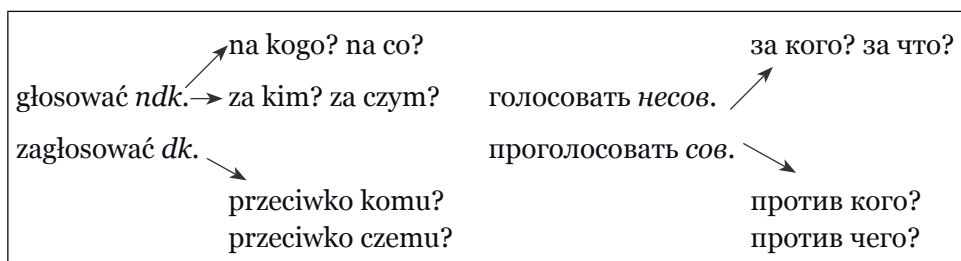 na kogo? na co?
за кого? за что?
głosować ndk. za kim? za czym?
голосовать несов.
zagłosować dk.
проголосовать сов.
przeciwko komu?
против кого?
przeciwko czemu?
против чего?